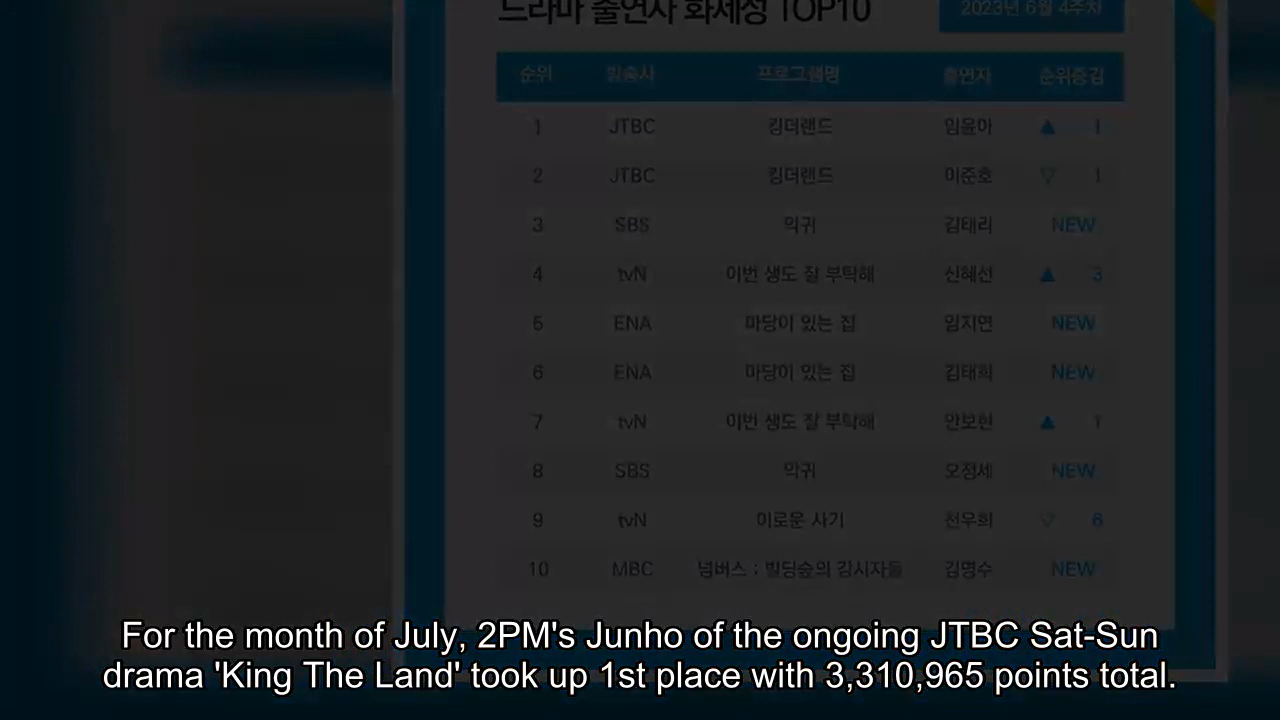 드라마 출연자 화제성 TOP10
2023년 6월 4주차
순위 방송사 프로그램명 출연자 순위증감
1 JTBC 킹더랜드 임윤아 ▲ 1
2 JTBC 킹더랜드 이준호 ▽ 1
3 SBS 악귀 김태리 NEW
4 tvN 이번 생도 잘 부탁해 신혜선 ▲ 3
5 ENA 마당이 있는 집 임지연 NEW
6 ENA 마당이 있는 집 김태희 NEW
7 tvN 이번 생도 잘 부탁해 안보현 ▲ 1
8 SBS 악귀 오정세 NEW
9 tvN 이로운 사기 천우희 ▽ 6
10 MBC 넘버스 : 빌딩숲의 감시자들 김명수 NEW
For the month of July, 2PM's Junho of the ongoing JTBC Sat-Sun
drama 'King The Land' took up 1st place with 3,310,965 points total.